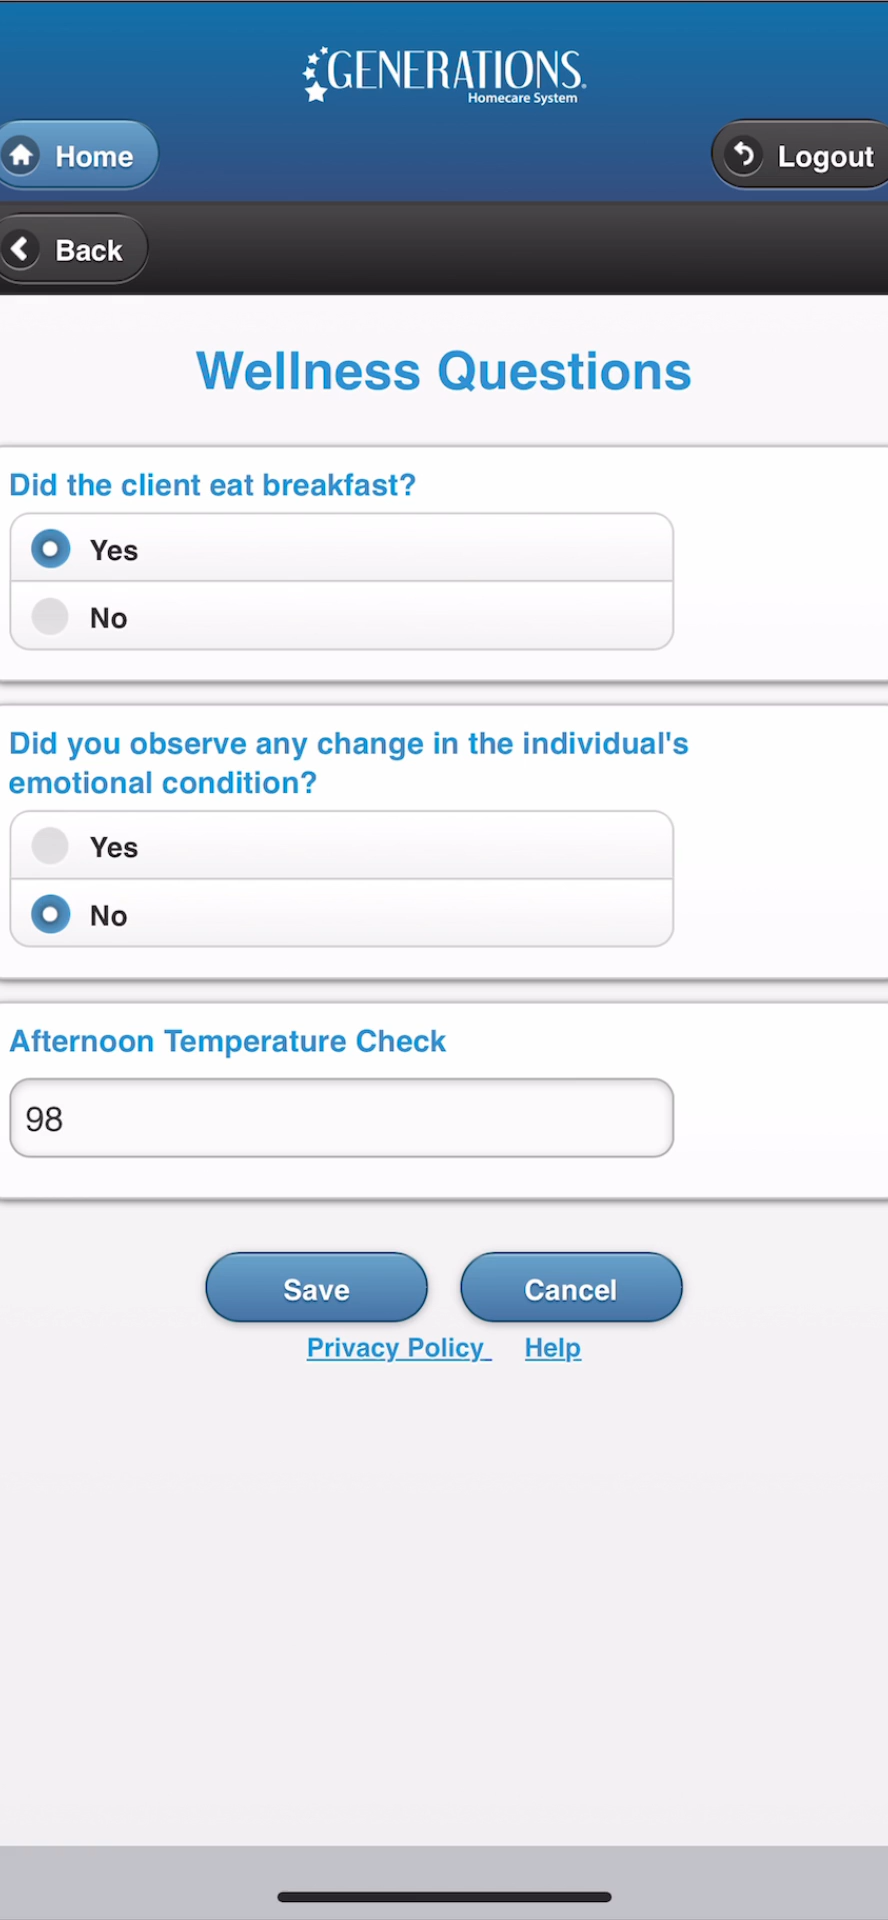 GENERATIONS.
Homecare System
Home
Logout
Back
Wellness Questions
Did the client eat breakfast?
Yes
No
Did you observe any change in the individual's
emotional condition?
Yes
No
Afternoon Temperature Check
98
Save
Cancel
Privacy Policy
Help